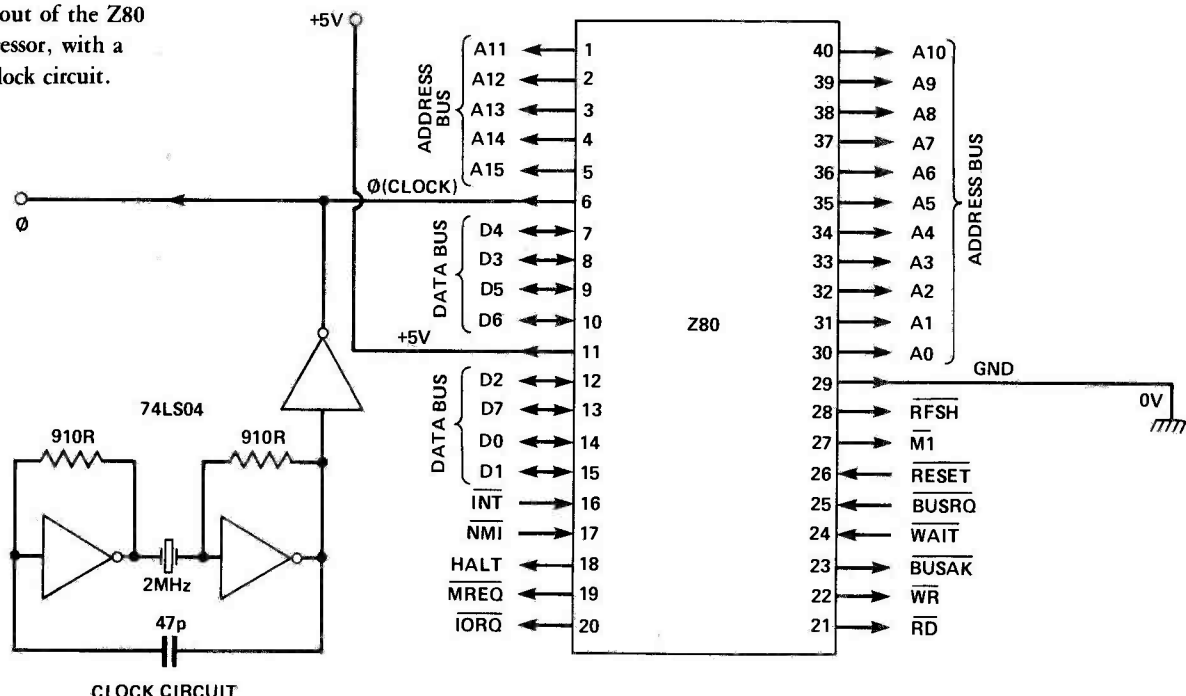 out of the Z80
essor, with a
lock circuit.
+5V
ADDRESS
BUS
A11 1
A12 2
A13 3
A14 4
A15 5
Ø(CLOCK) 6
Ø
DATA BUS
D4 7
D3 8
D5 9
D6 10
+5V 11
DATA BUS
D2 12
D7 13
D0 14
D1 15
INT 16
NMI 17
HALT 18
MREQ 19
IORQ 20
Z80
40 A10
39 A9
38 A8
37 A7
36 A6
35 A5
34 A4
33 A3
32 A2
31 A1
30 A0
ADDRESS BUS
29 GND
0V
28 RFSH
27 M1
26 RESET
25 BUSRQ
24 WAIT
23 BUSAK
22 WR
21 RD
74LS04
910R 910R
2MHz
47p
CLOCK CIRCUIT